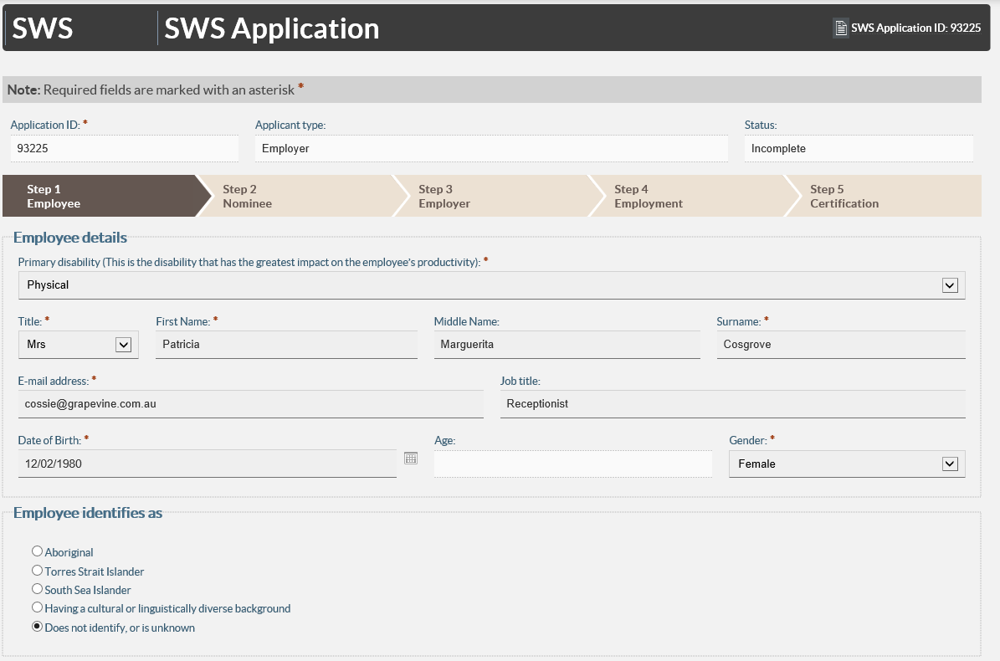 SWS SWS Application SWS Application ID: 93225
Note: Required fields are marked with an asterisk *
Application ID: * Applicant type: Status:
93225 Employer Incomplete
Step 1 Step 2 Step 3 Step 4 Step 5
Employee Nominee Employer Employment Certification
Employee details
Primary disability (This is the disability that has the greatest impact on the employee's productivity): *
Physical
Title: * First Name: * Middle Name: Surname: *
Mrs Patricia Marguerita Cosgrove
E-mail address: * Job title:
cossie@grapevine.com.au Receptionist
Date of Birth: * Age: Gender: *
12/02/1980 Female
Employee identifies as
Aboriginal
Torres Strait Islander
South Sea Islander
Having a cultural or linguistically diverse background
Does not identify, or is unknown